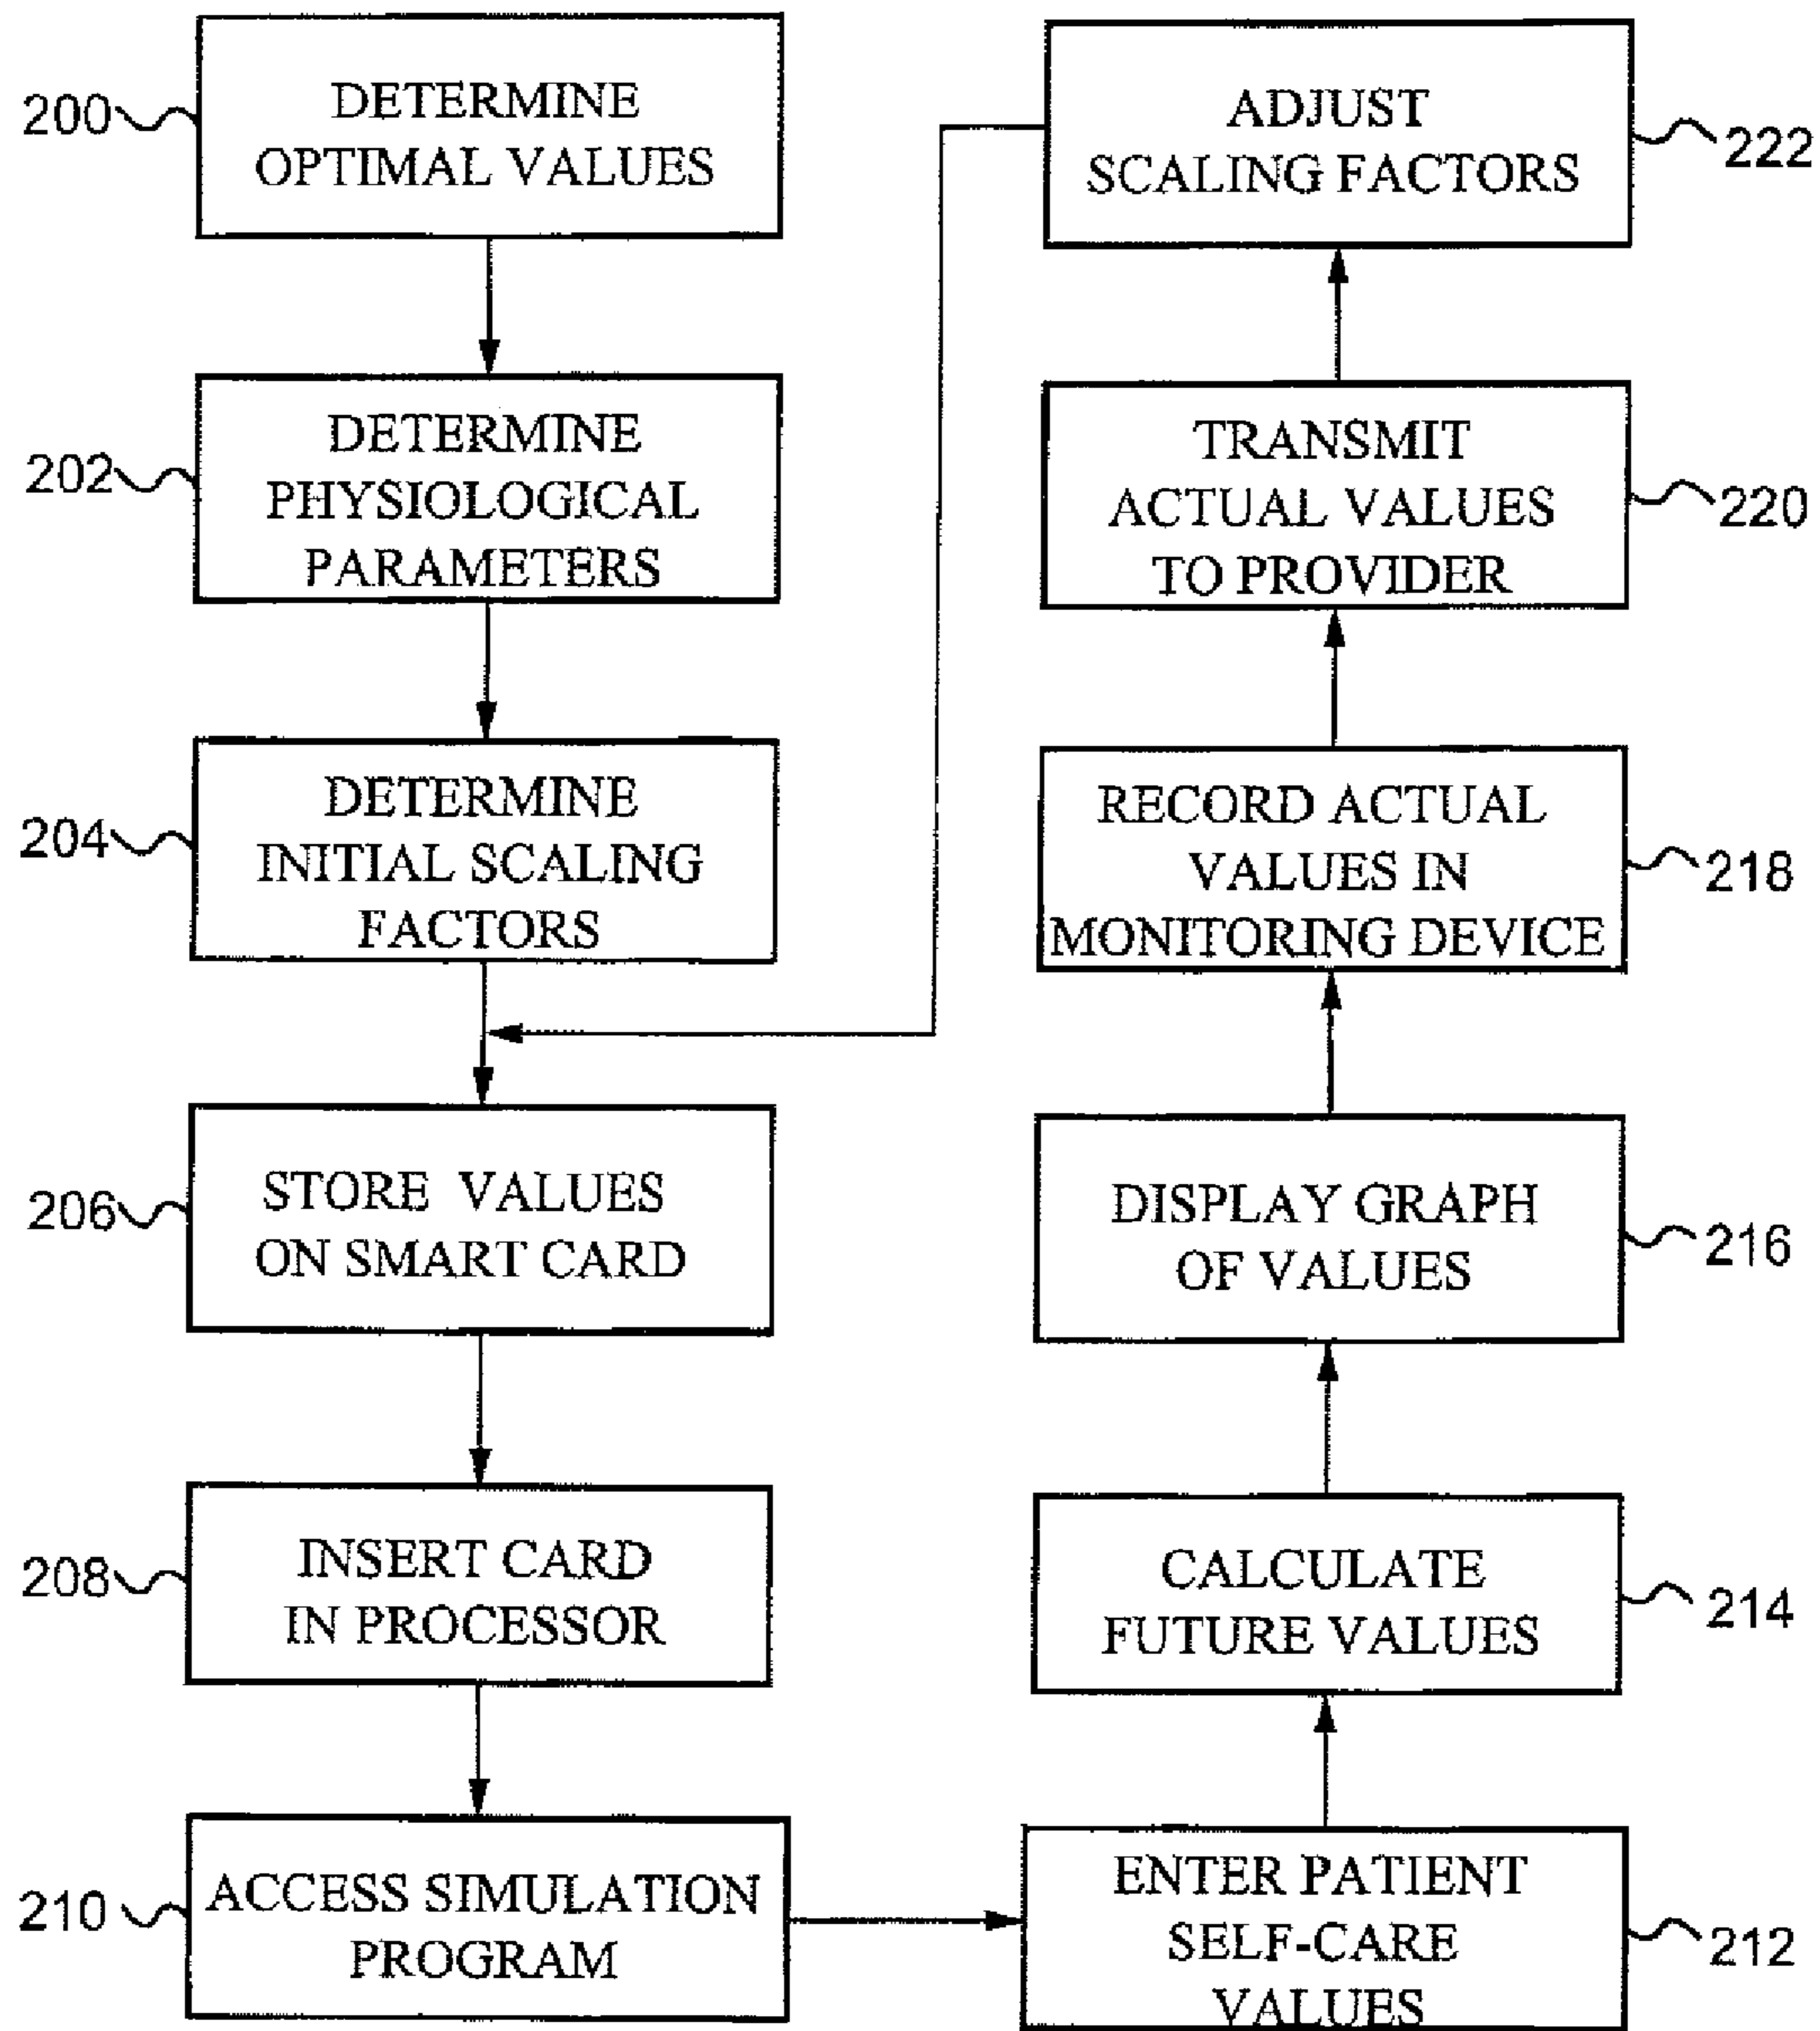 200
DETERMINE
OPTIMAL VALUES
202
DETERMINE
PHYSIOLOGICAL
PARAMETERS
204
DETERMINE
INITIAL SCALING
FACTORS
206
STORE VALUES
ON SMART CARD
208
INSERT CARD
IN PROCESSOR
210
ACCESS SIMULATION
PROGRAM
ENTER PATIENT
SELF-CARE
VALUES
212
CALCULATE
FUTURE VALUES
214
DISPLAY GRAPH
OF VALUES
216
RECORD ACTUAL
VALUES IN
MONITORING DEVICE
218
TRANSMIT
ACTUAL VALUES
TO PROVIDER
220
ADJUST
SCALING FACTORS
222